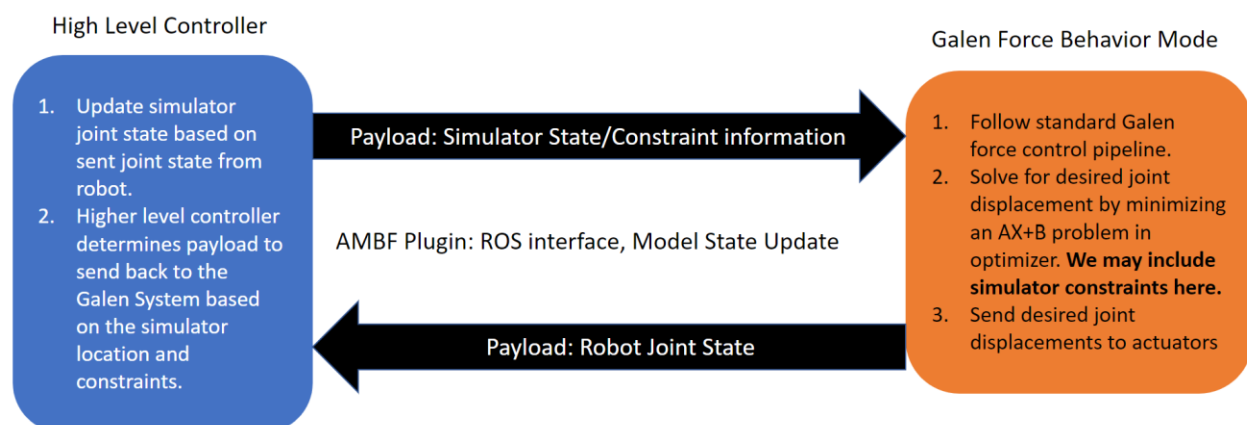 High Level Controller
1. Update simulator
joint state based on
sent joint state from
robot.
2. Higher level controller
determines payload to
send back to the
Galen System based
on the simulator
location and
constraints.
Payload: Simulator State/Constraint information
AMBF Plugin: ROS interface, Model State Update
Payload: Robot Joint State
Galen Force Behavior Mode
1. Follow standard Galen
force control pipeline.
2. Solve for desired joint
displacement by minimizing
an AX+B problem in
optimizer. We may include
simulator constraints here.
3. Send desired joint
displacements to actuators